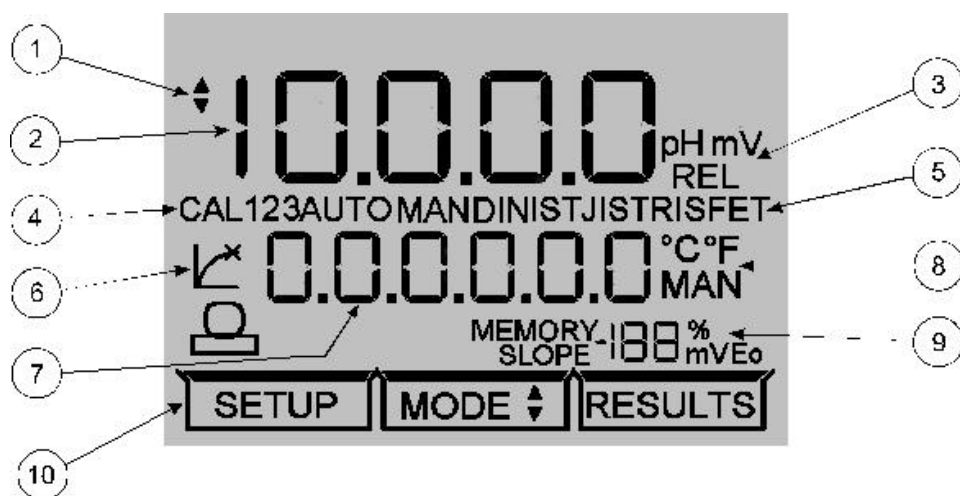 1
2
3
10.0.0.0
pH mV
REL
4
5
CAL123AUTOMANDINISTJISTRISFET
6
0.0.0.0.0.0
°C°F
MAN
8
7
MEMORY
SLOPE
-188
%
mVEo
9
SETUP
MODE
RESULTS
10